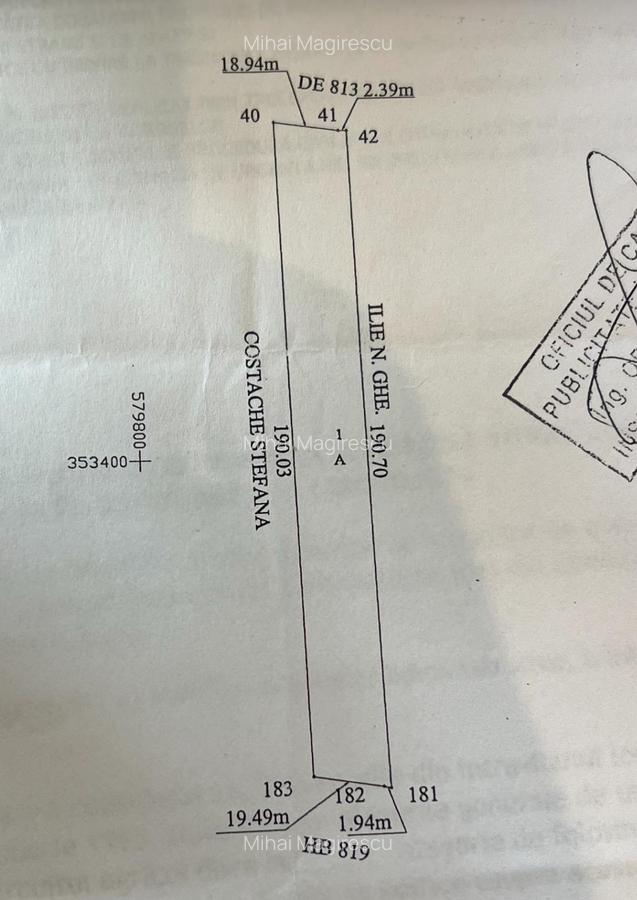 Mihai Magirescu
18.94m
DE 813
2.39m
40
41
42
ILIE N. GHE. 190.70
COSTACHE STEFANA
190.03
579800
353400
1
A
Mihai Magirescu
OFICIUL DE CA
PUBLICIT
Ing.
183
182
181
19.49m
1.94m
HB 819
Mihai Magirescu